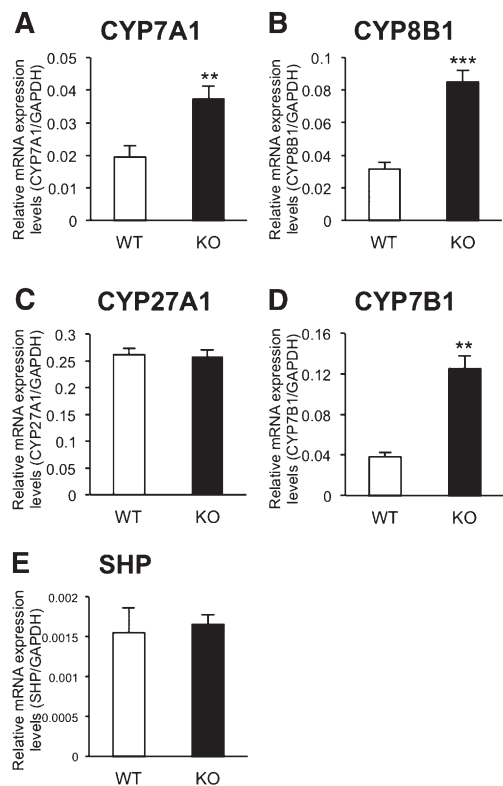 A
CYP7A1
Relative mRNA expression
levels (CYP7A1/GAPDH)
0.05
0.04
0.03
0.02
0.01
0
**
WT
KO
B
CYP8B1
Relative mRNA expression
levels (CYP8B1/GAPDH)
0.1
0.08
0.06
0.04
0.02
0
***
WT
KO
C
CYP27A1
Relative mRNA expression
levels (CYP27A1/GAPDH)
0.3
0.25
0.2
0.15
0.1
0.05
0
WT
KO
D
CYP7B1
Relative mRNA expression
levels (CYP7B1/GAPDH)
0.16
0.12
0.08
0.04
0
**
WT
KO
E
SHP
Relative mRNA expression
levels (SHP/GAPDH)
0.002
0.0015
0.001
0.0005
0
WT
KO